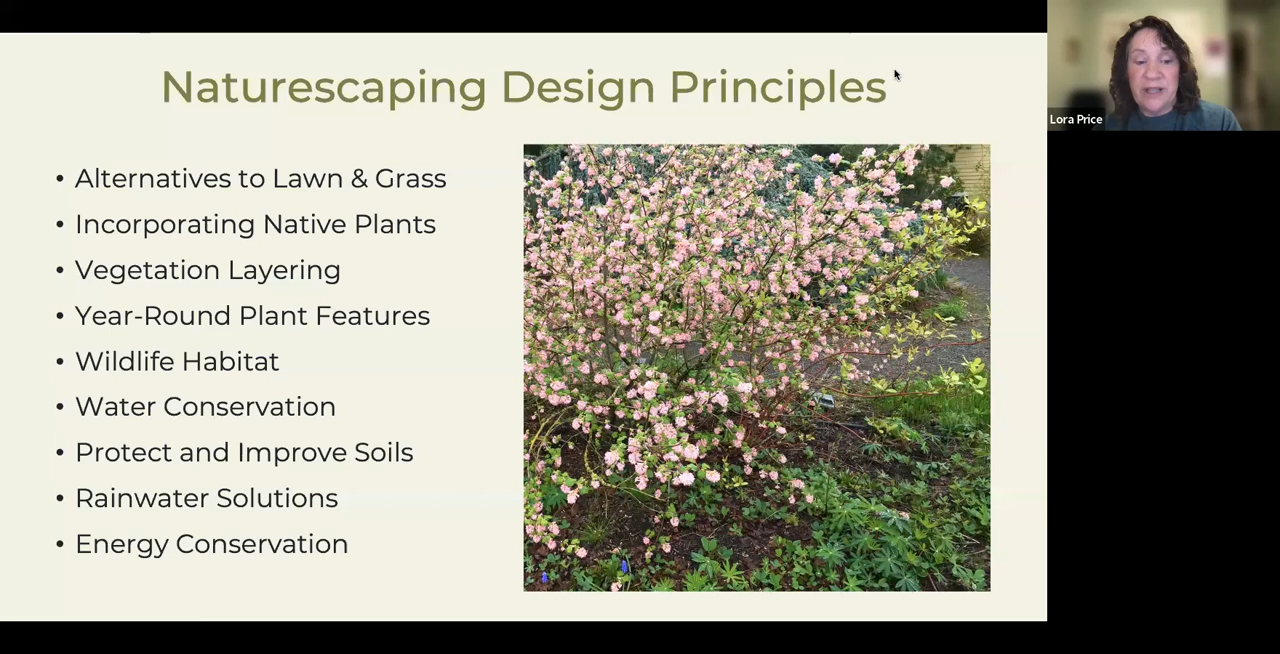 Naturescaping Design Principles
• Alternatives to Lawn & Grass
• Incorporating Native Plants
• Vegetation Layering
• Year-Round Plant Features
• Wildlife Habitat
• Water Conservation
• Protect and Improve Soils
• Rainwater Solutions
• Energy Conservation
Lora Price